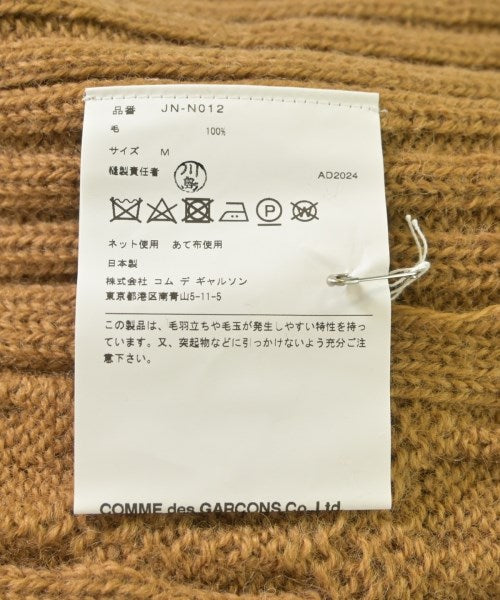 品番 JN-N012
毛 100%
サイズ M
縫製責任者 川島 AD2024
P W
ネット使用 あて布使用
日本製
株式会社 コム デ ギャルソン
東京都港区南青山5-11-5
この製品は、毛羽立ちや毛玉が発生しやすい特性を持っ
ています。又、突起物などに引っかけないよう充分ご注
意下さい。
COMME des GARCONS Co., Ltd.